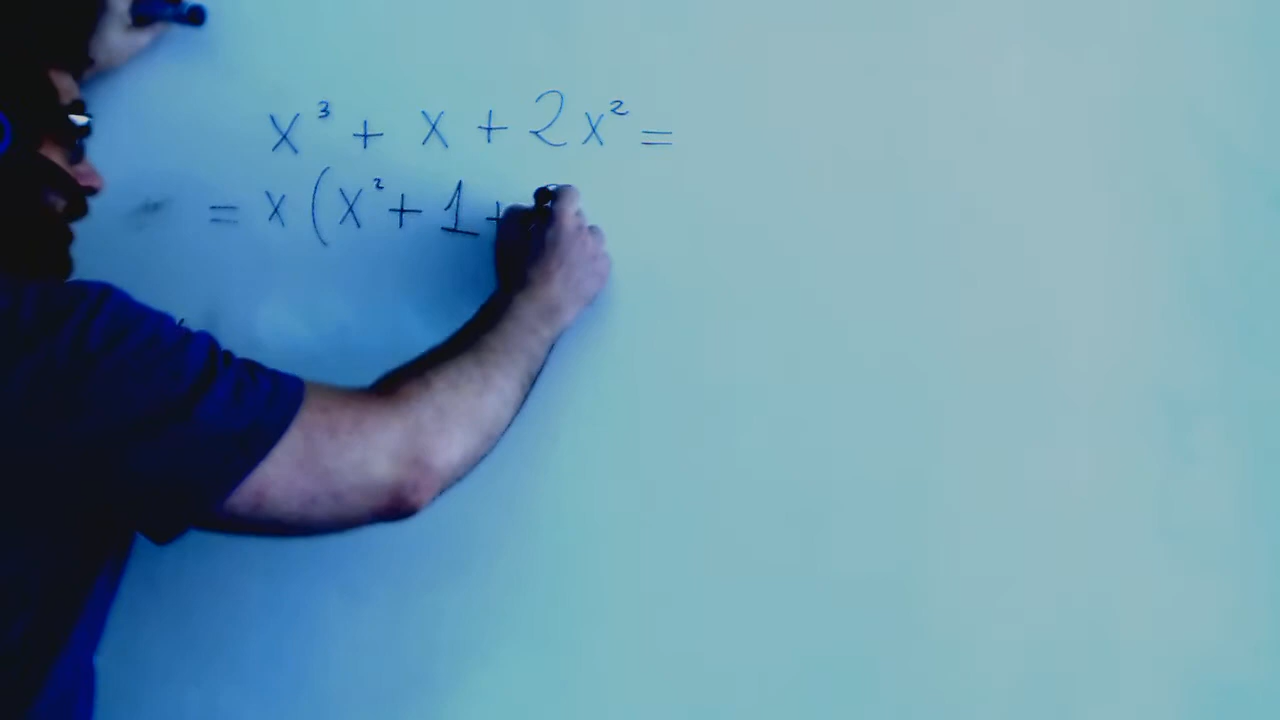 x³ + x + 2x² =
= x (x² + 1 +